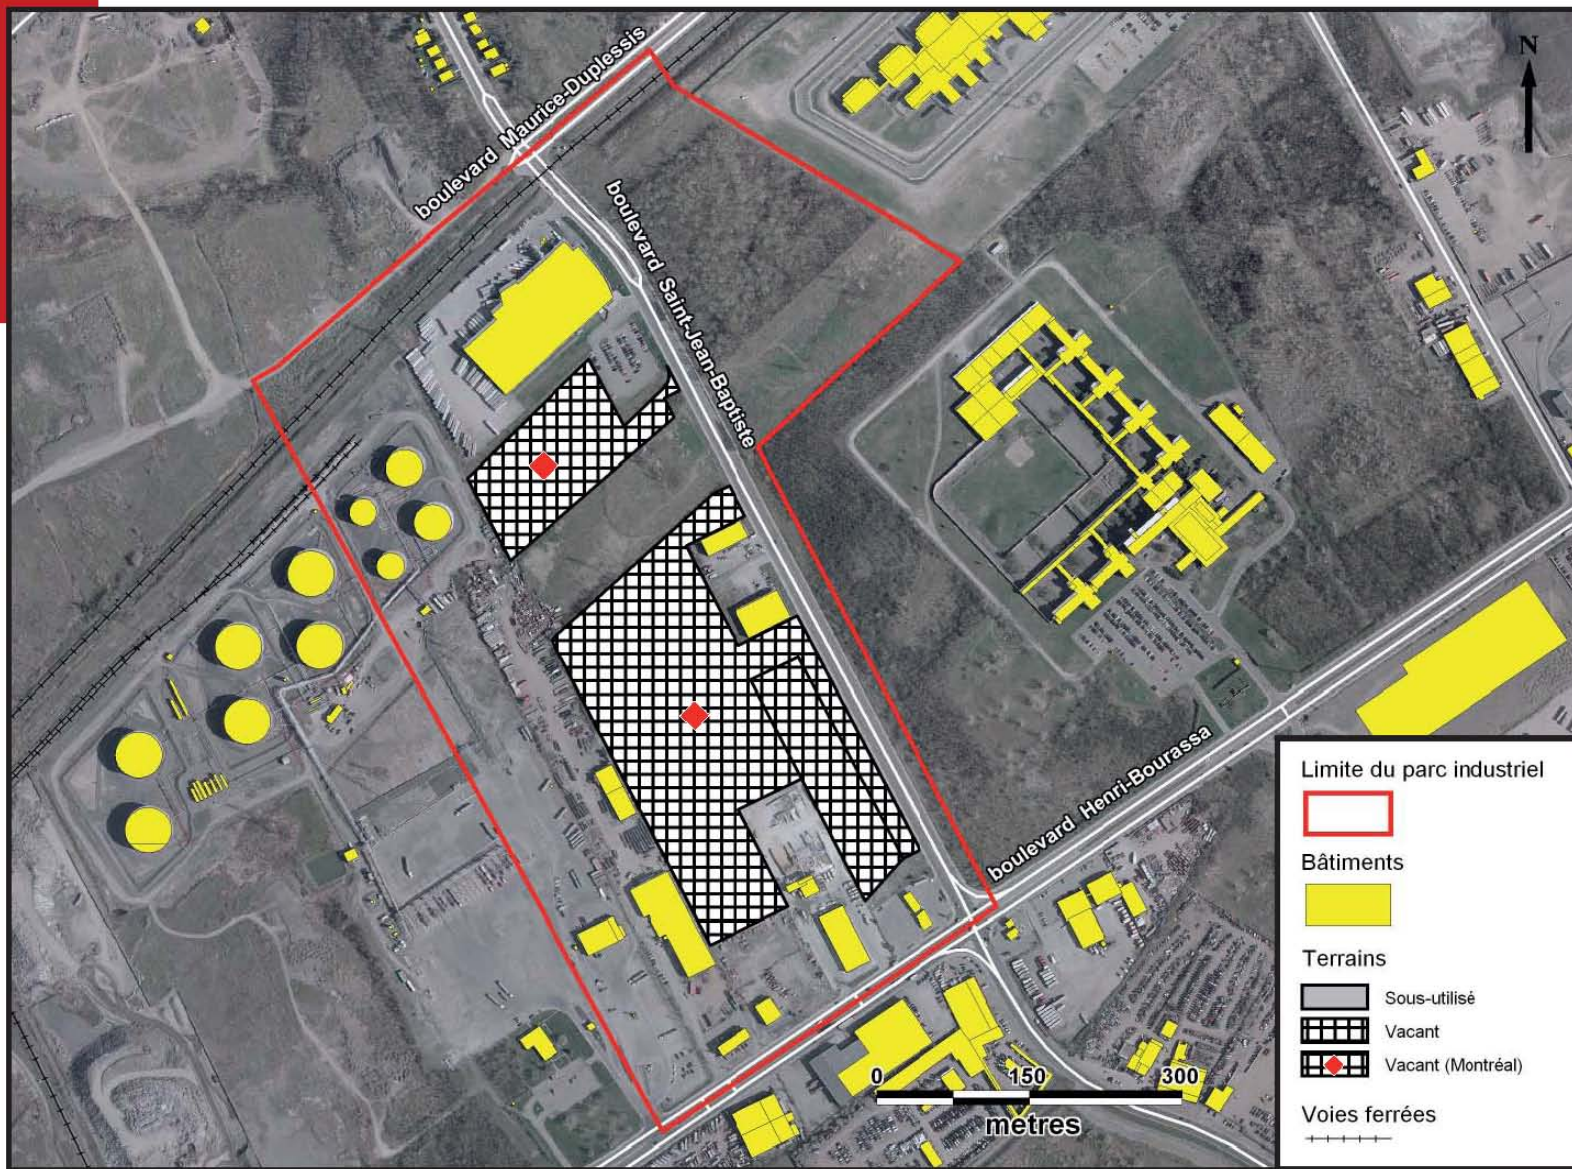 N
boulevard Maurice-Duplessis
boulevard Saint-Jean-Baptiste
boulevard Henri-Bourassa
0 150 300
mètres
Limite du parc industriel
Bâtiments
Terrains
Sous-utilisé
Vacant
Vacant (Montréal)
Voies ferrées